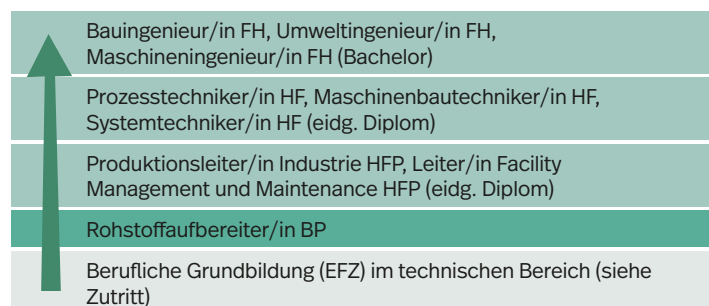 Bauingenieur/in FH, Umweltingenieur/in FH,
Maschineningenieur/in FH (Bachelor)
Prozesstechniker/in HF, Maschinenbautechniker/in HF,
Systemtechniker/in HF (eidg. Diplom)
Produktionsleiter/in Industrie HFP, Leiter/in Facility
Management und Maintenance HFP (eidg. Diplom)
Rohstoffaufbereiter/in BP
Berufliche Grundbildung (EFZ) im technischen Bereich (siehe
Zutritt)